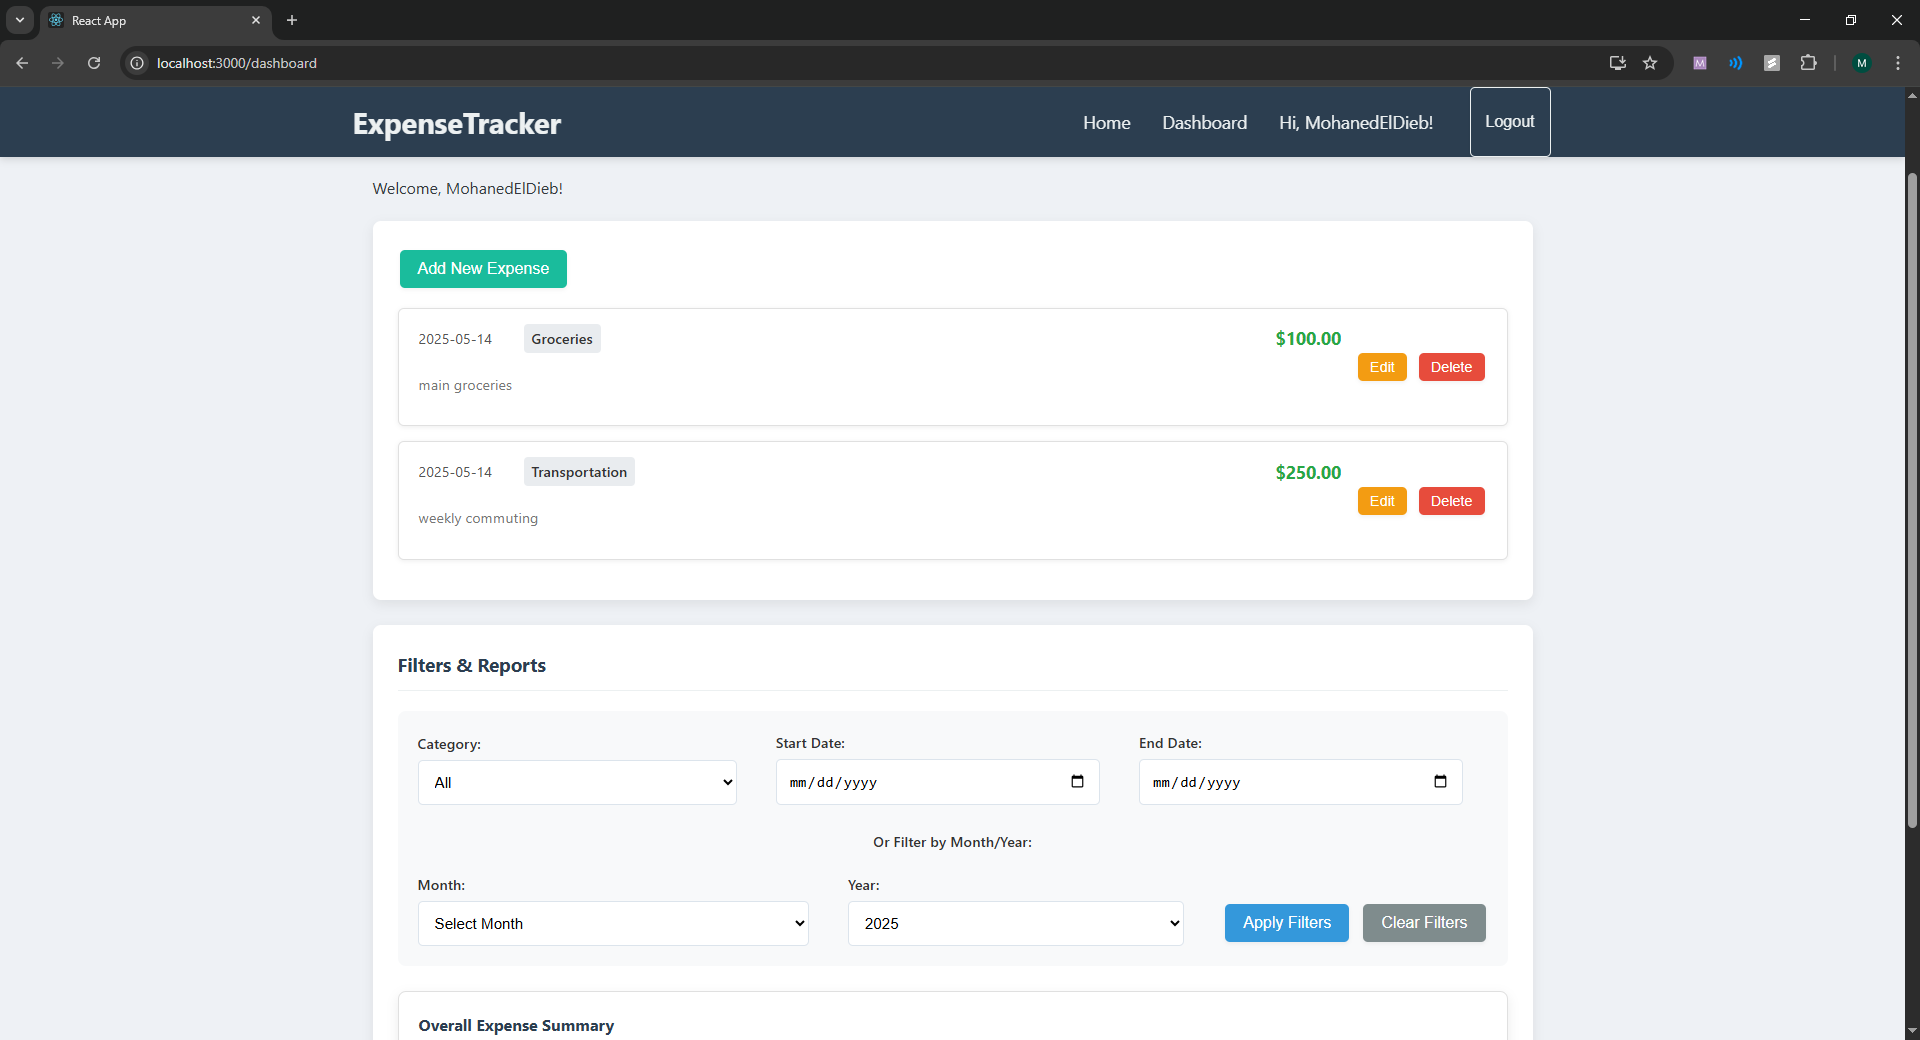 React App
localhost:3000/dashboard
M
M
ExpenseTracker
Home Dashboard Hi, MohanedElDieb! Logout
Welcome, MohanedElDieb!
Add New Expense
2025-05-14 Groceries $100.00
Edit Delete
main groceries
2025-05-14 Transportation $250.00
Edit Delete
weekly commuting
Filters & Reports
Category: Start Date: End Date:
All mm/dd/yyyy mm/dd/yyyy
Or Filter by Month/Year:
Month: Year:
Select Month 2025 Apply Filters Clear Filters
Overall Expense Summary